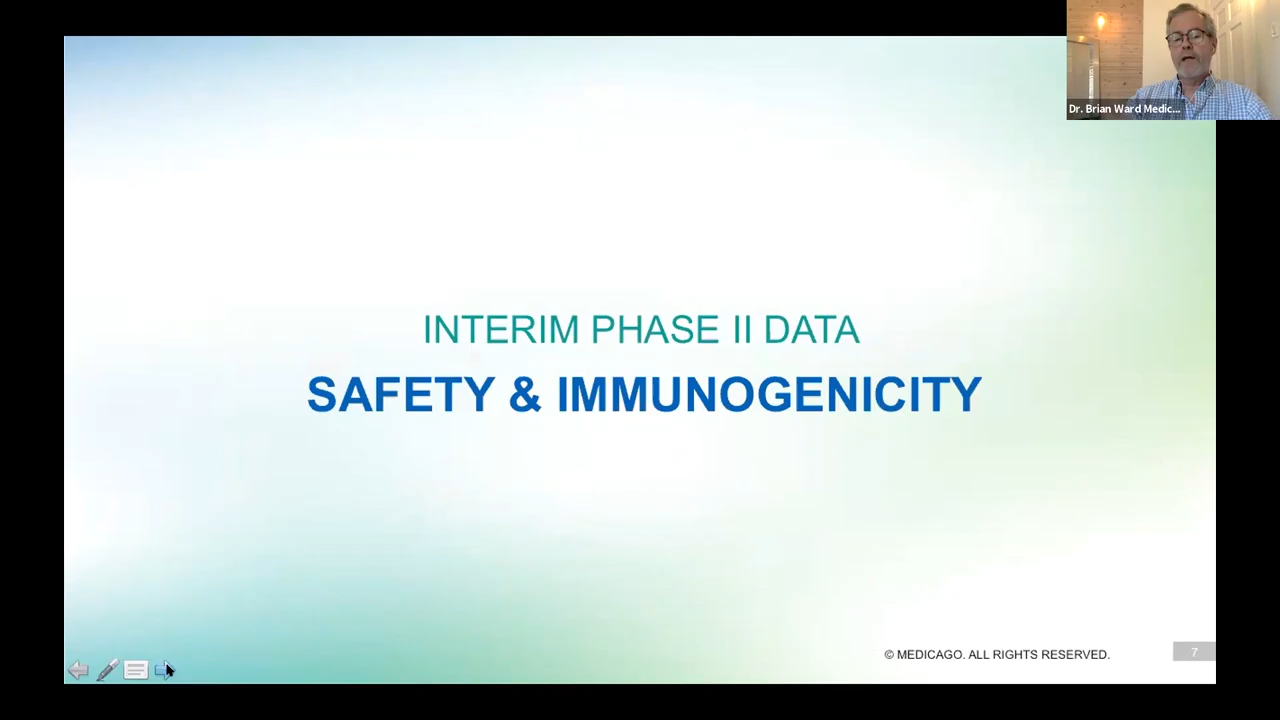 Dr. Brian Ward Medic...
INTERIM PHASE II DATA
SAFETY & IMMUNOGENICITY
© MEDICAGO. ALL RIGHTS RESERVED.
7